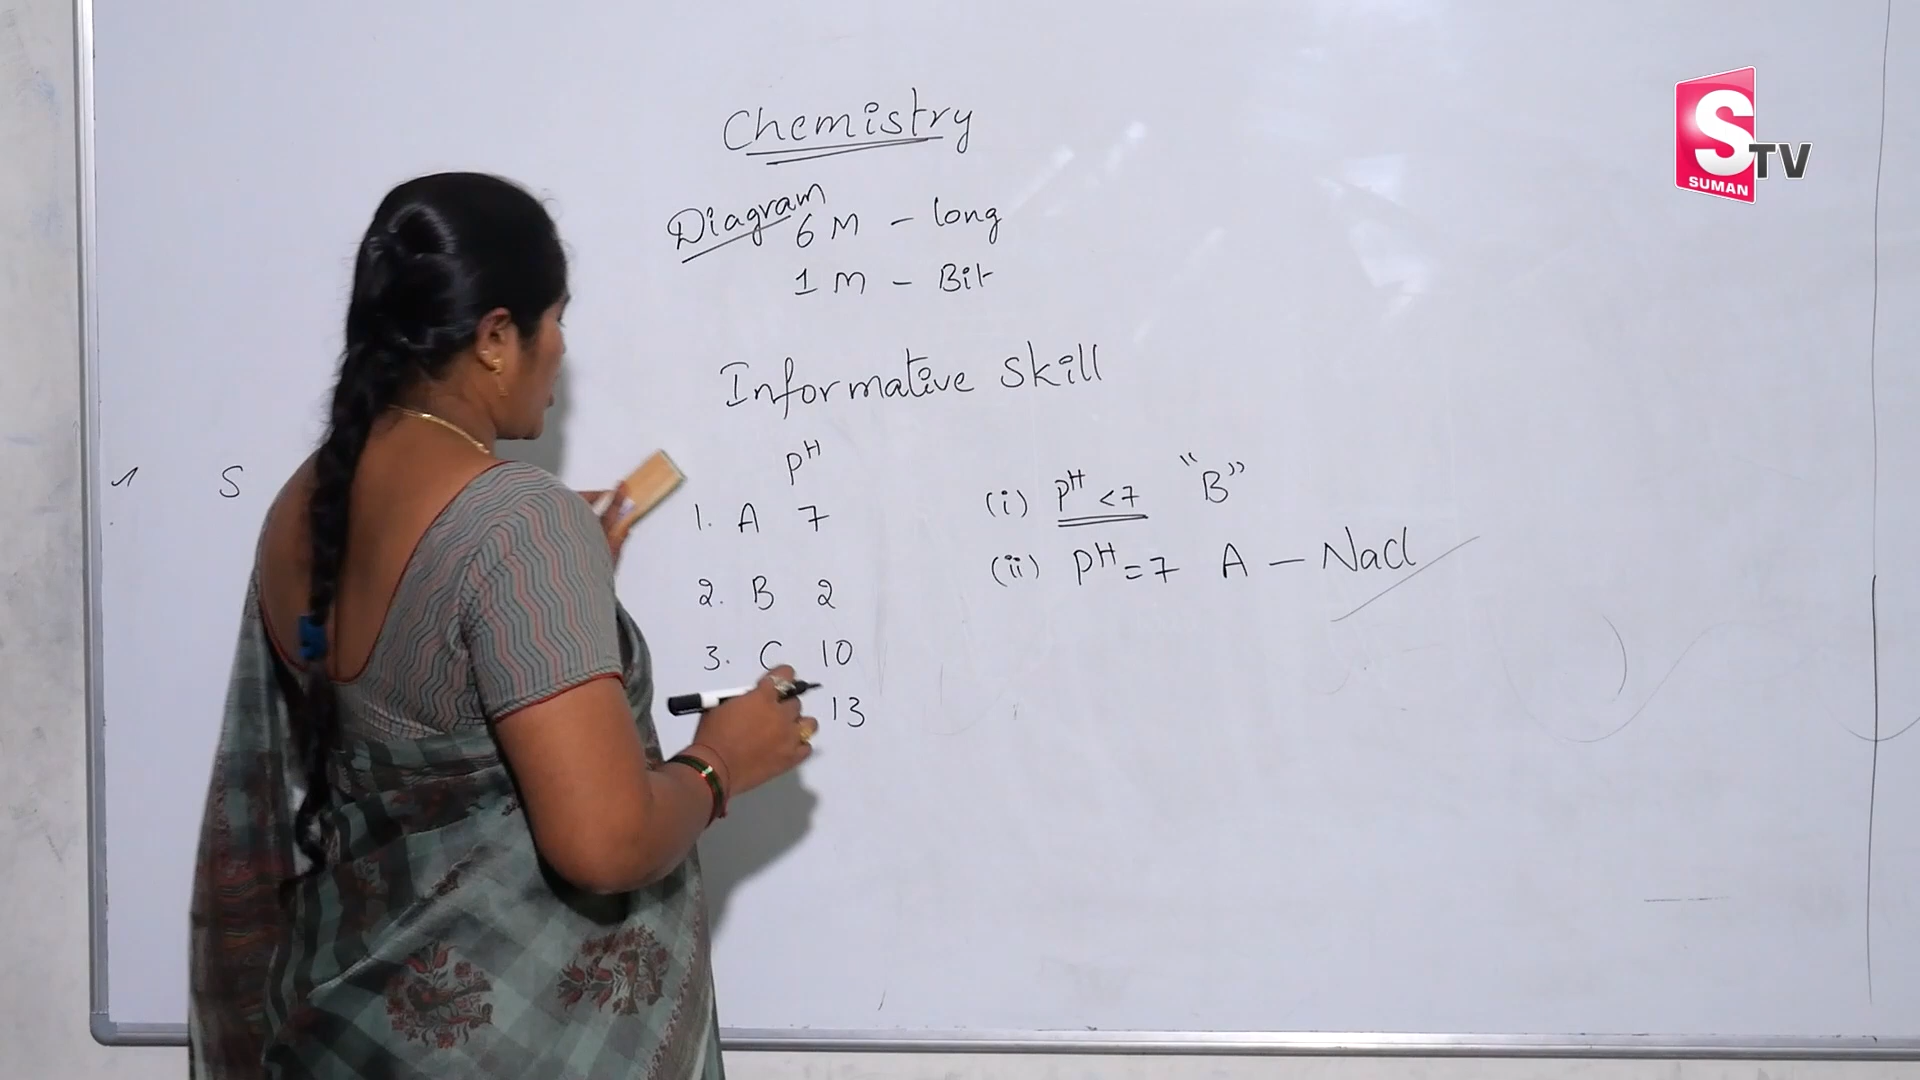 Chemistry
Diagram
6 M - long
1 M - Bit
Informative Skill
pH
1. A 7
2. B 2
3. C 10
13
(i) pH <7 "B"
(ii) pH =7 A - Nacl
S
S TV
SUMAN